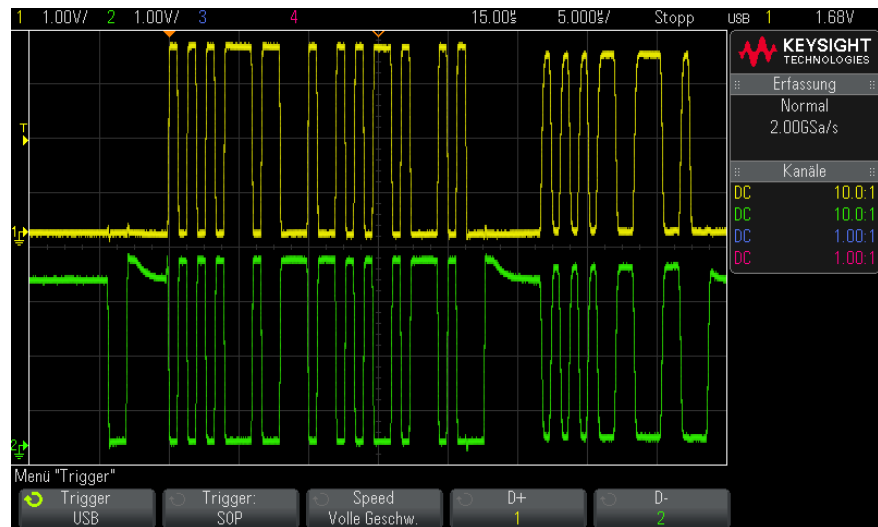 1 1.00V/ 2 1.00V/ 3 4 15.00s 5.000s/ Stopp USB 1 1.68V
KEYSIGHT
TECHNOLOGIES
Erfassung
Normal
2.00GSa/s
Kanäle
DC 10.0:1
DC 10.0:1
DC 1.00:1
DC 1.00:1
T
1
2
Menü "Trigger"
Trigger Trigger: Speed D+ D-
USB SOP Volle Geschw. 1 2